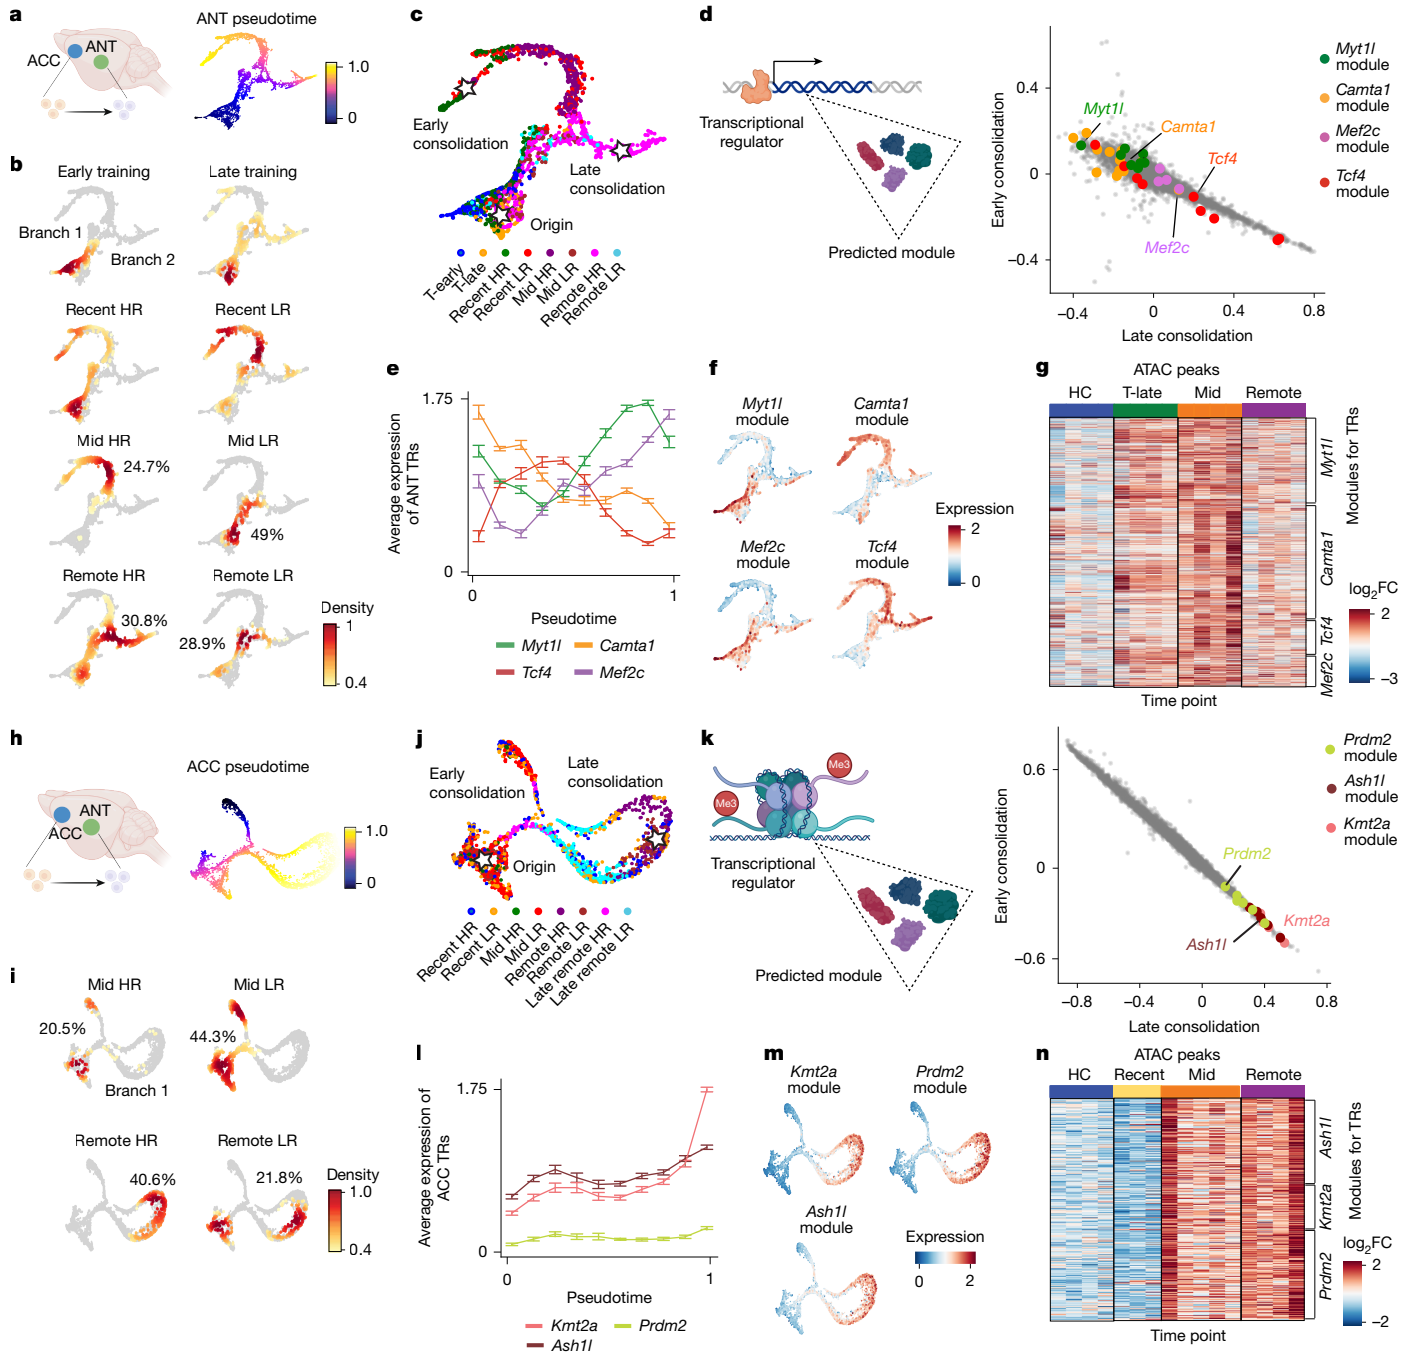 a
ANT pseudotime
ACC
ANT
1.0
0
b
Early training
Late training
Branch 1
Branch 2
Recent HR
Recent LR
Mid HR
Mid LR
24.7%
49%
Remote HR
Remote LR
30.8%
28.9%
Density
1
0.4
c
Early
consolidation
Late
consolidation
Origin
T-early
T-late
Recent HR
Recent LR
Mid HR
Mid LR
Remote HR
Remote LR
d
Transcriptional
regulator
Predicted module
Early consolidation
0.4
0
−0.4
−0.4
0
0.4
0.8
Late consolidation
Myt1l
Camta1
Tcf4
Mef2c
Myt1l
module
Camta1
module
Mef2c
module
Tcf4
module
e
Average expression
of ANT TRs
1.75
0
0
1
Pseudotime
Myt1l
Camta1
Tcf4
Mef2c
f
Myt1l
module
Camta1
module
Mef2c
module
Tcf4
module
Expression
2
0
g
ATAC peaks
HC
T-late
Mid
Remote
Myt1l
Camta1
Tcf4
Mef2c
Modules for TRs
log2FC
2
−3
Time point
h
ACC pseudotime
ANT
ACC
1.0
0
i
Mid HR
Mid LR
20.5%
44.3%
Branch 1
Remote HR
Remote LR
40.6%
21.8%
Density
1.0
0.4
j
Early
consolidation
Late
consolidation
Origin
Recent HR
Recent LR
Mid HR
Mid LR
Remote HR
Remote LR
Late remote HR
Late remote LR
k
Me3
Me3
Transcriptional
regulator
Predicted module
Early consolidation
0.6
0
−0.6
−0.8
−0.4
0
0.4
0.8
Late consolidation
Prdm2
Kmt2a
Ash1l
Prdm2
module
Ash1l
module
Kmt2a
module
l
Average expression of
ACC TRs
1.75
0
0
1
Pseudotime
Kmt2a
Prdm2
Ash1l
m
Kmt2a
module
Prdm2
module
Ash1l
module
Expression
0
2
n
ATAC peaks
HC
Recent
Mid
Remote
Ash1l
Kmt2a
Prdm2
Modules for TRs
log2FC
2
−2
Time point